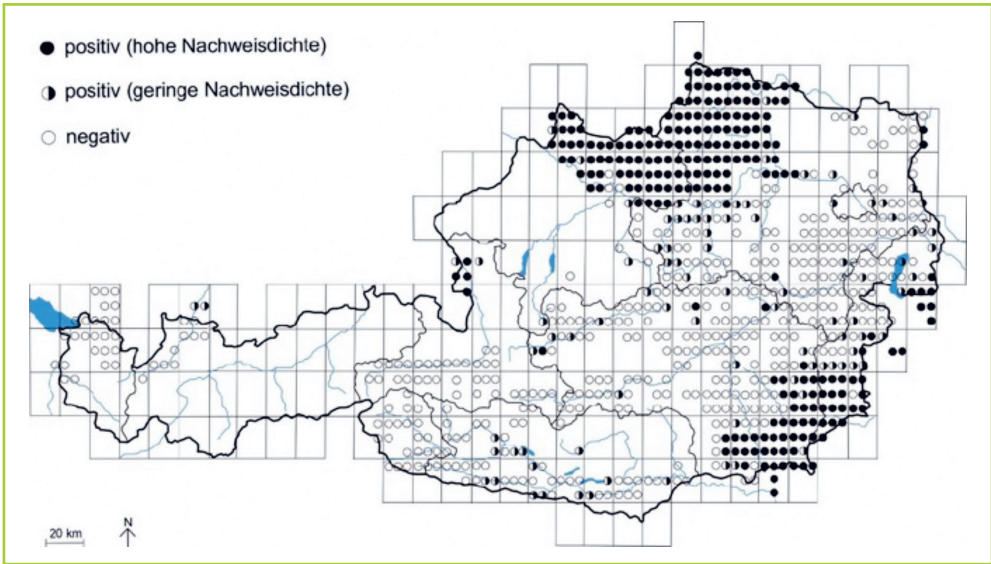 positiv (hohe Nachweisdichte)
positiv (geringe Nachweisdichte)
negativ
20 km
N